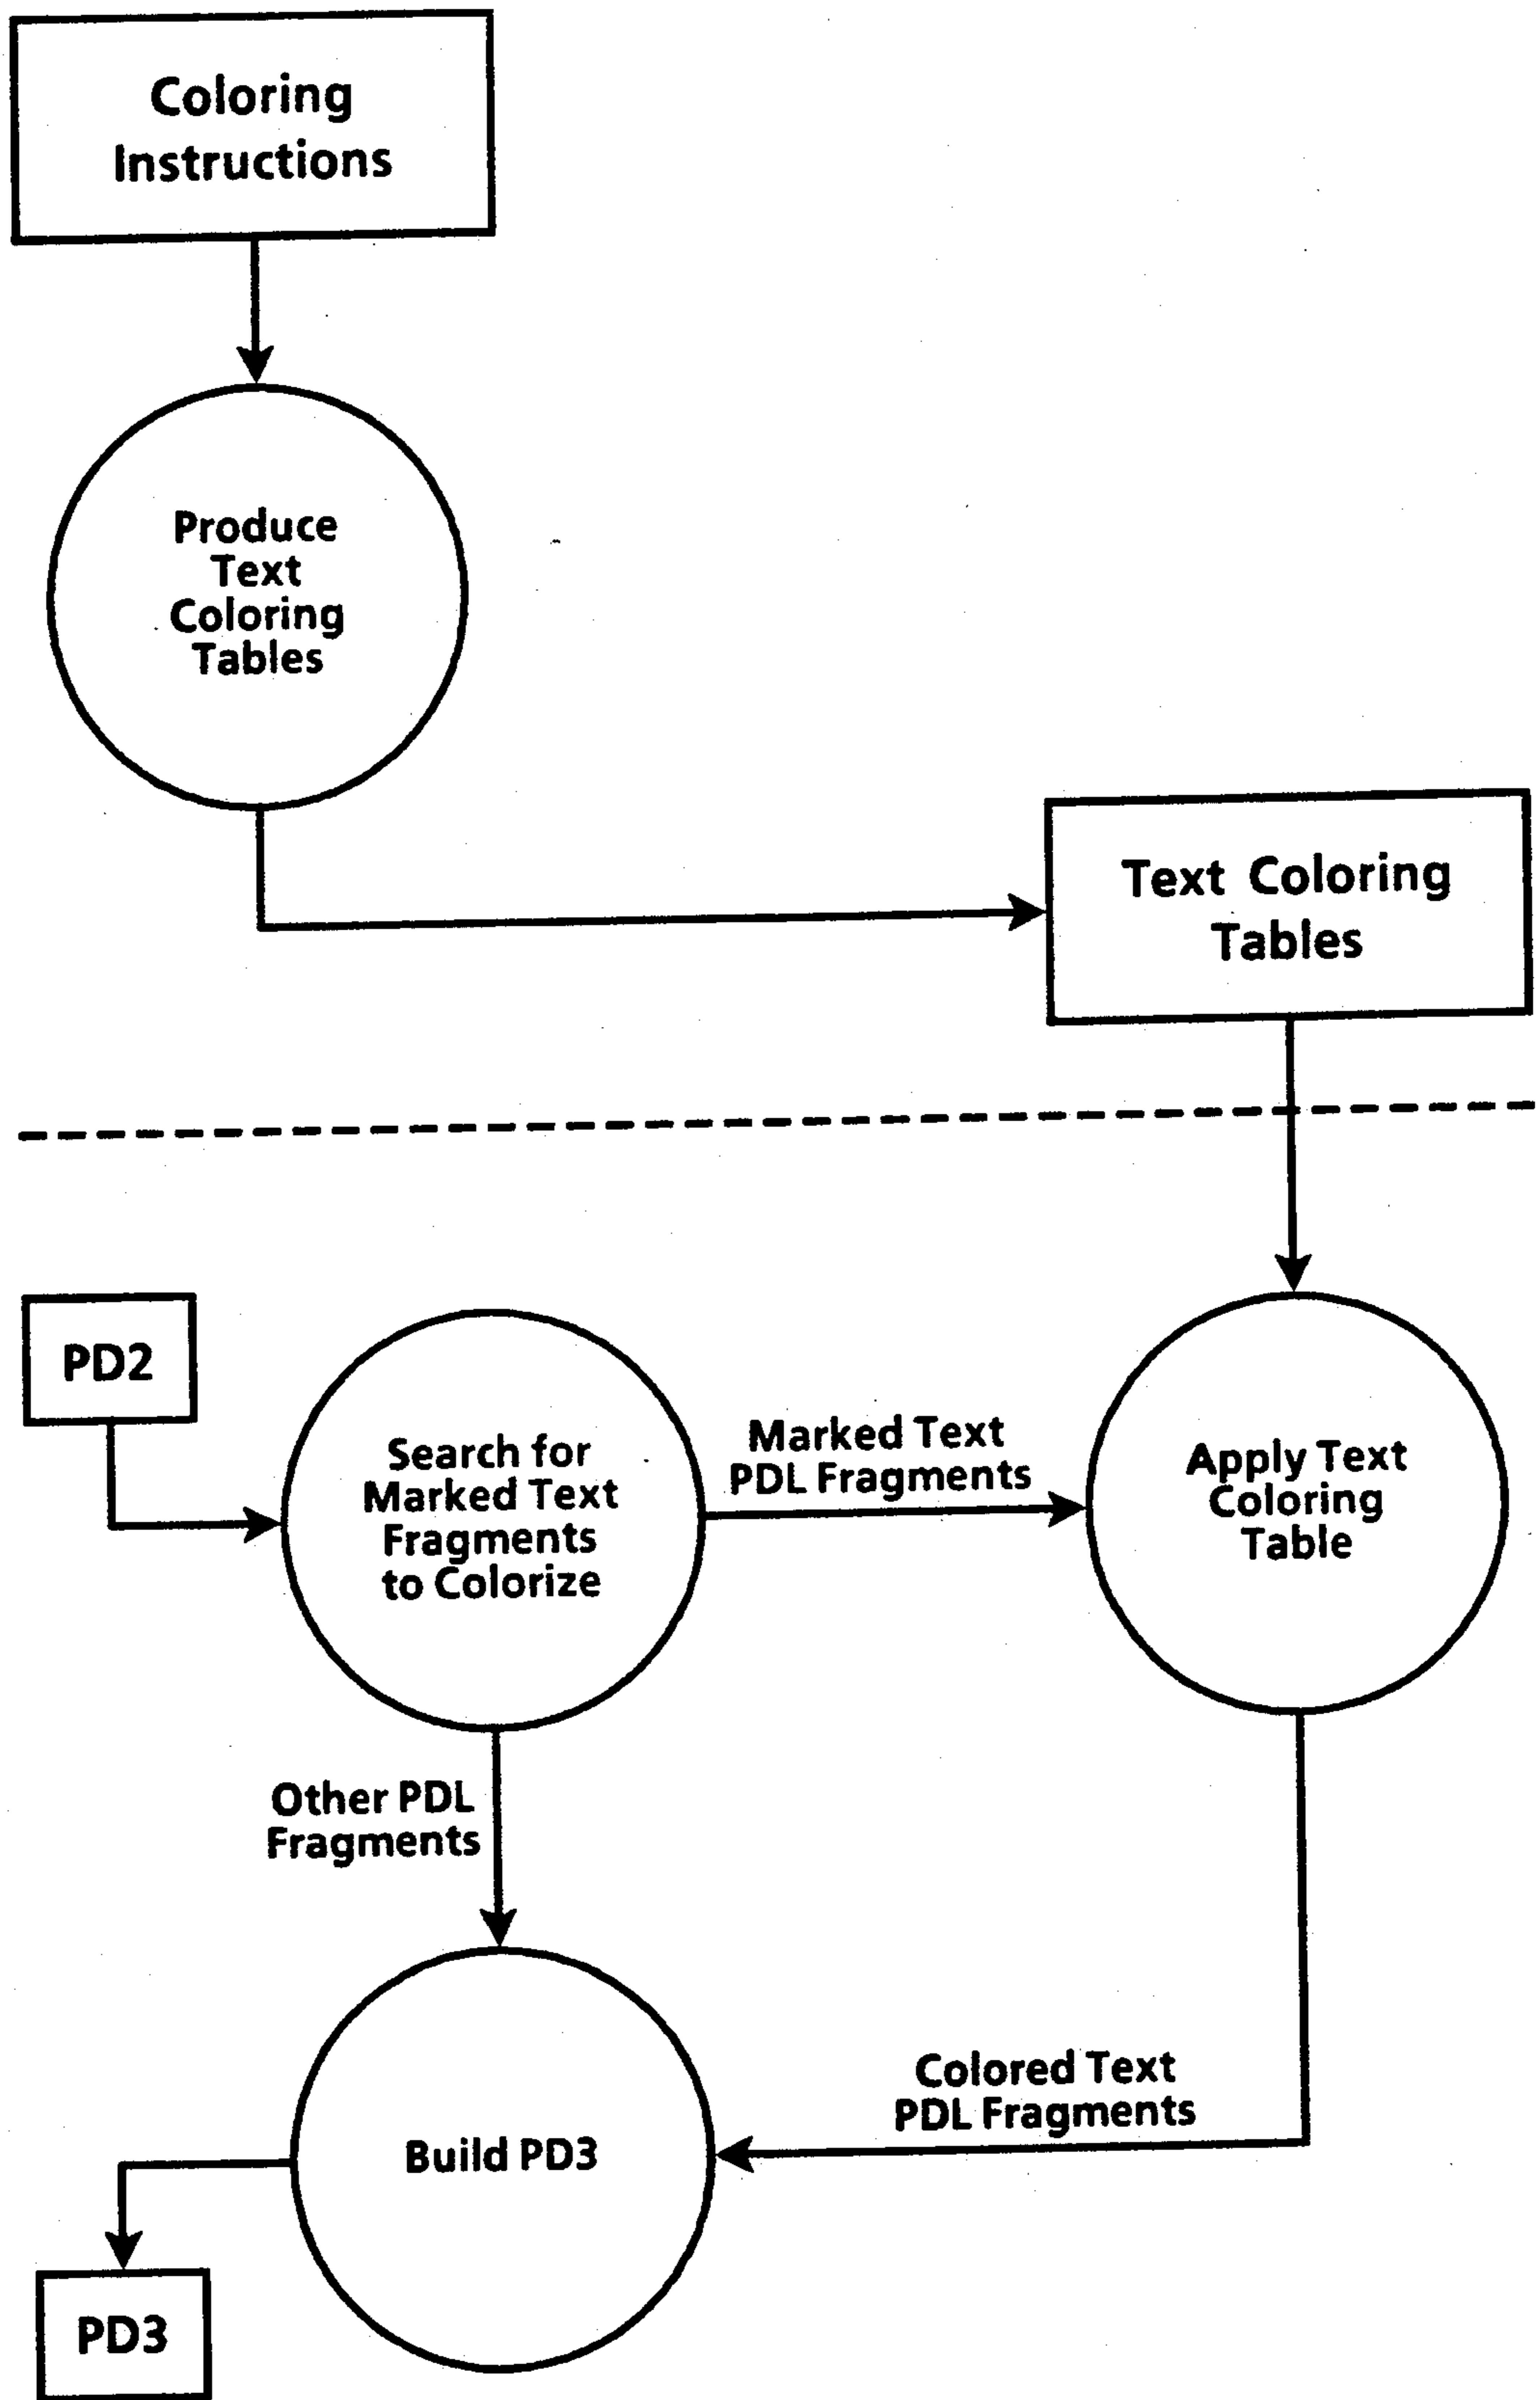 Coloring
Instructions
Produce
Text
Coloring
Tables
Text Coloring
Tables
PD2
Search for
Marked Text
Fragments
to Colorize
Marked Text
PDL Fragments
Apply Text
Coloring
Table
Other PDL
Fragments
Colored Text
PDL Fragments
Build PD3
PD3